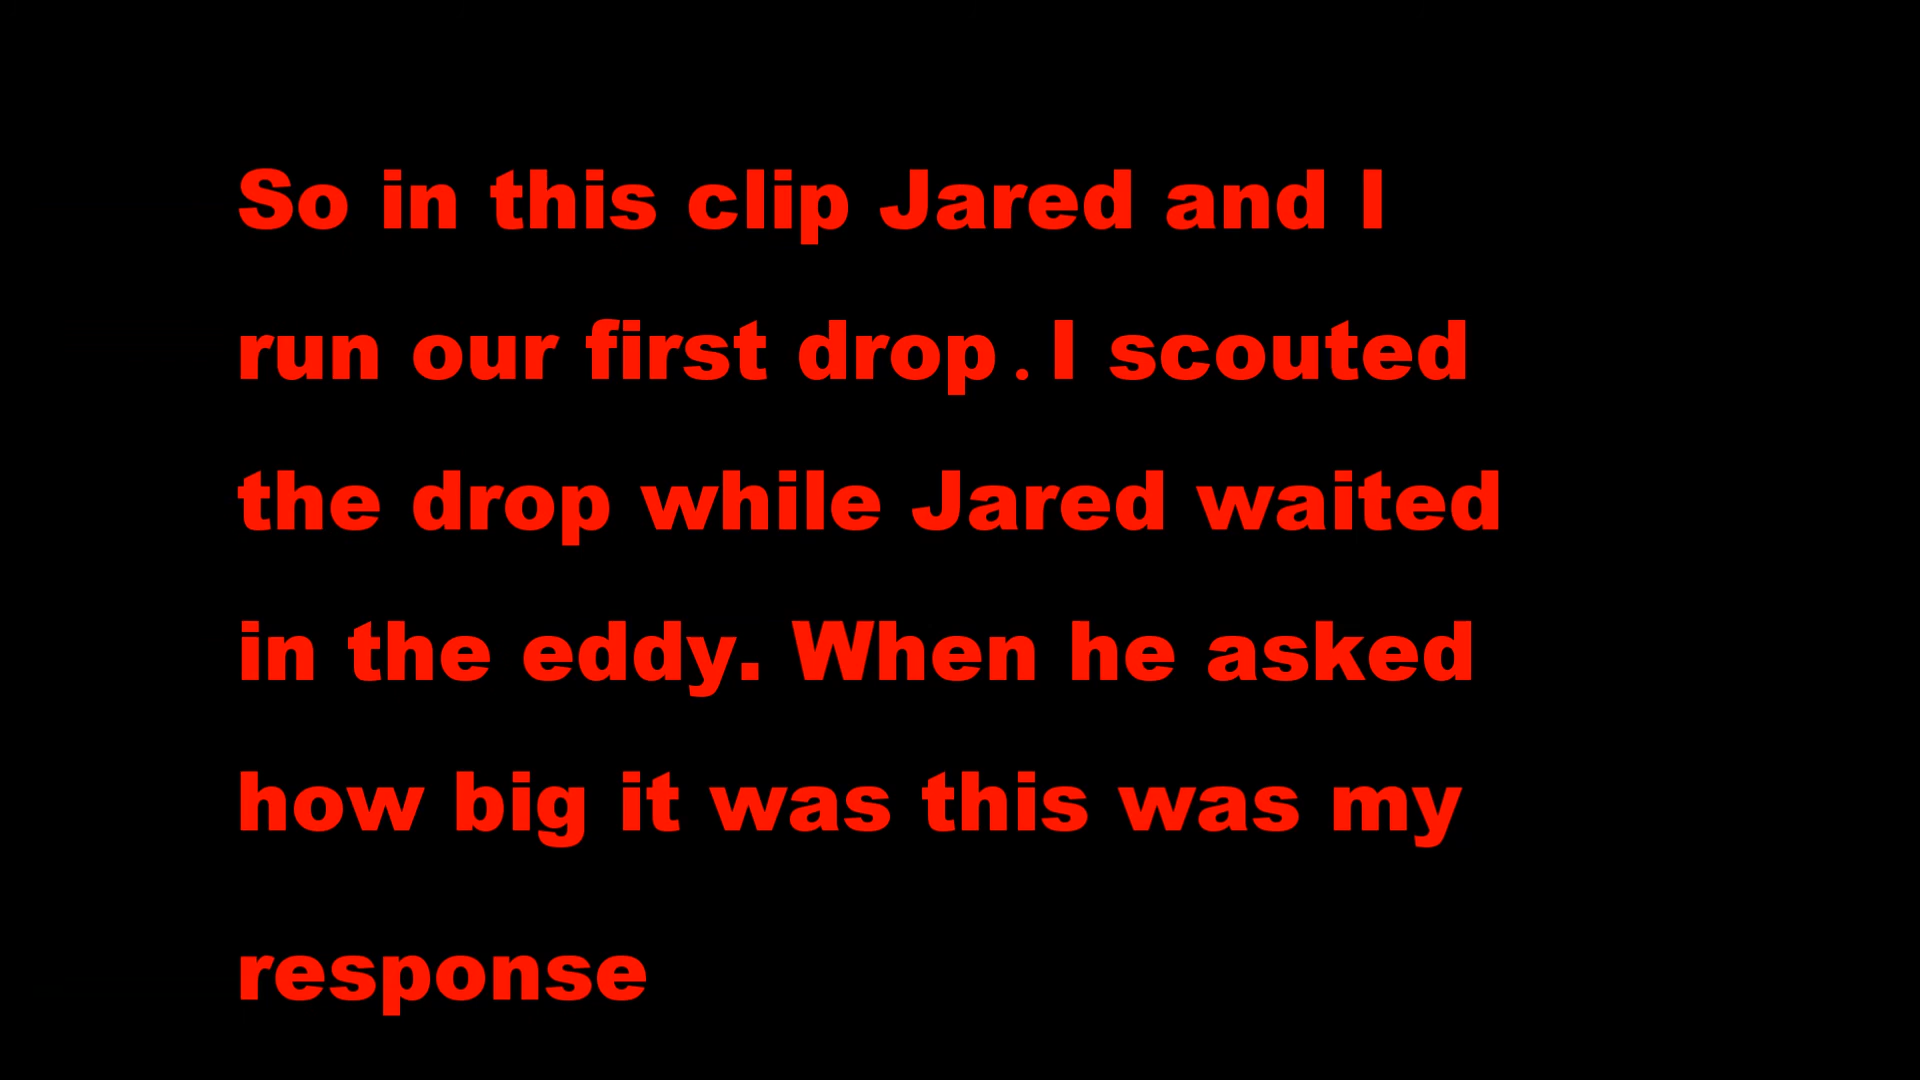 So in this clip Jared and I
run our first drop . I scouted
the drop while Jared waited
in the eddy. When he asked
how big it was this was my
response